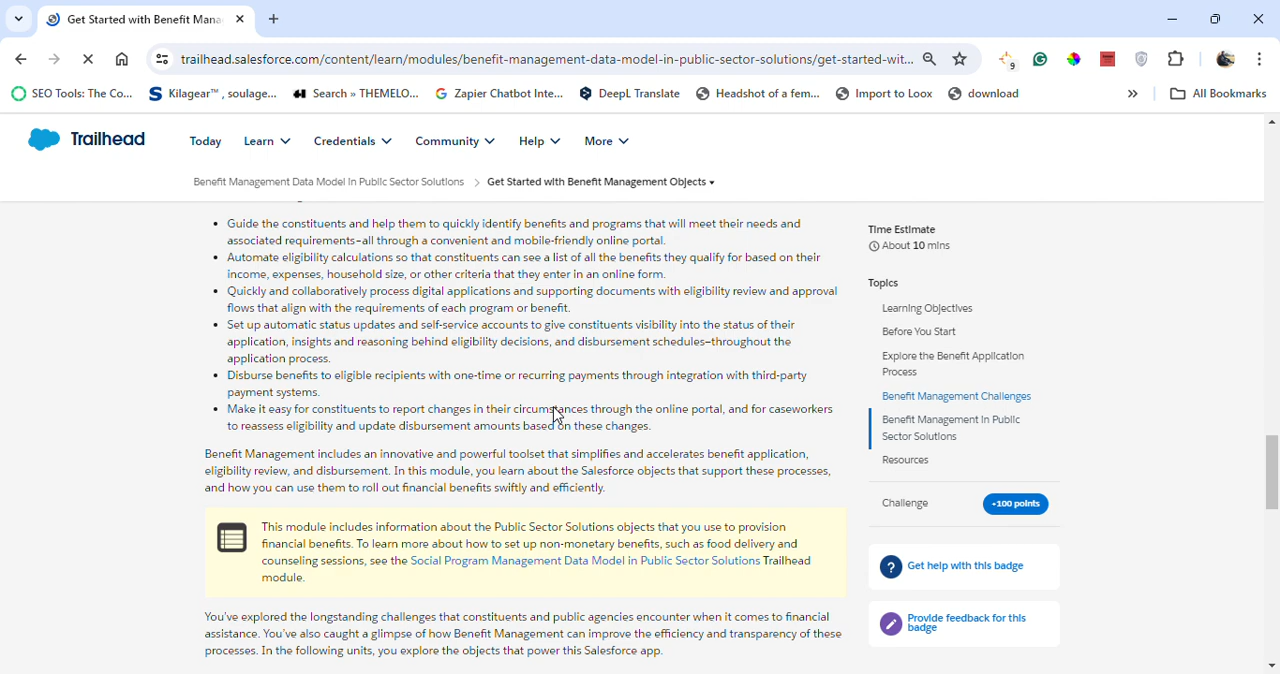 Get Started with Benefit Mana
trailhead.salesforce.com/content/learn/modules/benefit-management-data-model-in-public-sector-solutions/get-started-wit...
9
SEO Tools: The Co...
Kilagear™ , soulage...
Search » THEMELO...
Zapier Chatbot Inte...
DeepL Translate
Headshot of a fem...
Import to Loox
download
»
All Bookmarks
Trailhead
Today
Learn
Credentials
Community
Help
More
Benefit Management Data Model in Public Sector Solutions
Get Started with Benefit Management Objects
• Guide the constituents and help them to quickly identify benefits and programs that will meet their needs and
associated requirements–all through a convenient and mobile-friendly online portal.
• Automate eligibility calculations so that constituents can see a list of all the benefits they qualify for based on their
income, expenses, household size, or other criteria that they enter in an online form.
• Quickly and collaboratively process digital applications and supporting documents with eligibility review and approval
flows that align with the requirements of each program or benefit.
• Set up automatic status updates and self-service accounts to give constituents visibility into the status of their
application, insights and reasoning behind eligibility decisions, and disbursement schedules–throughout the
application process.
• Disburse benefits to eligible recipients with one-time or recurring payments through integration with third-party
payment systems.
• Make it easy for constituents to report changes in their circumstances through the online portal, and for caseworkers
to reassess eligibility and update disbursement amounts based on these changes.
Benefit Management includes an innovative and powerful toolset that simplifies and accelerates benefit application,
eligibility review, and disbursement. In this module, you learn about the Salesforce objects that support these processes,
and how you can use them to roll out financial benefits swiftly and efficiently.
This module includes information about the Public Sector Solutions objects that you use to provision
financial benefits. To learn more about how to set up non-monetary benefits, such as food delivery and
counseling sessions, see the Social Program Management Data Model in Public Sector Solutions Trailhead
module.
You've explored the longstanding challenges that constituents and public agencies encounter when it comes to financial
assistance. You've also caught a glimpse of how Benefit Management can improve the efficiency and transparency of these
processes. In the following units, you explore the objects that power this Salesforce app.
Time Estimate
About 10 mins
Topics
Learning Objectives
Before You Start
Explore the Benefit Application
Process
Benefit Management Challenges
Benefit Management in Public
Sector Solutions
Resources
Challenge
+100 points
Get help with this badge
Provide feedback for this
badge